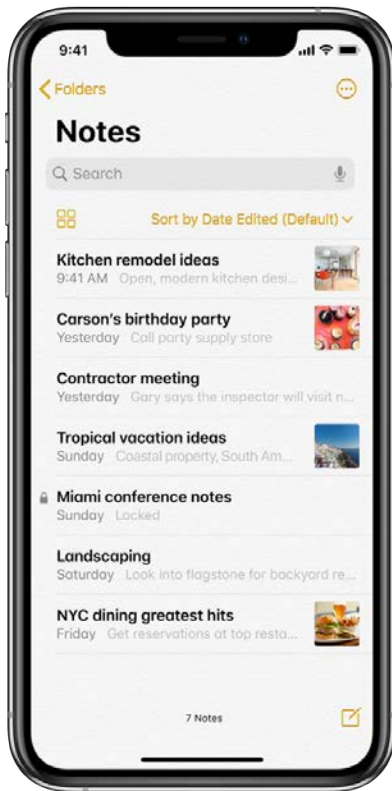 9:41
Folders
Notes
Search
Sort by Date Edited (Default)
Kitchen remodel ideas
9:41 AM Open, modern kitchen desi...
Carson's birthday party
Yesterday Call party supply store
Contractor meeting
Yesterday Gary says the inspector will visit n...
Tropical vacation ideas
Sunday Coastal property, South Am...
Miami conference notes
Sunday Locked
Landscaping
Saturday Look into flagstone for backyard re...
NYC dining greatest hits
Friday Get reservations at top resta...
7 Notes